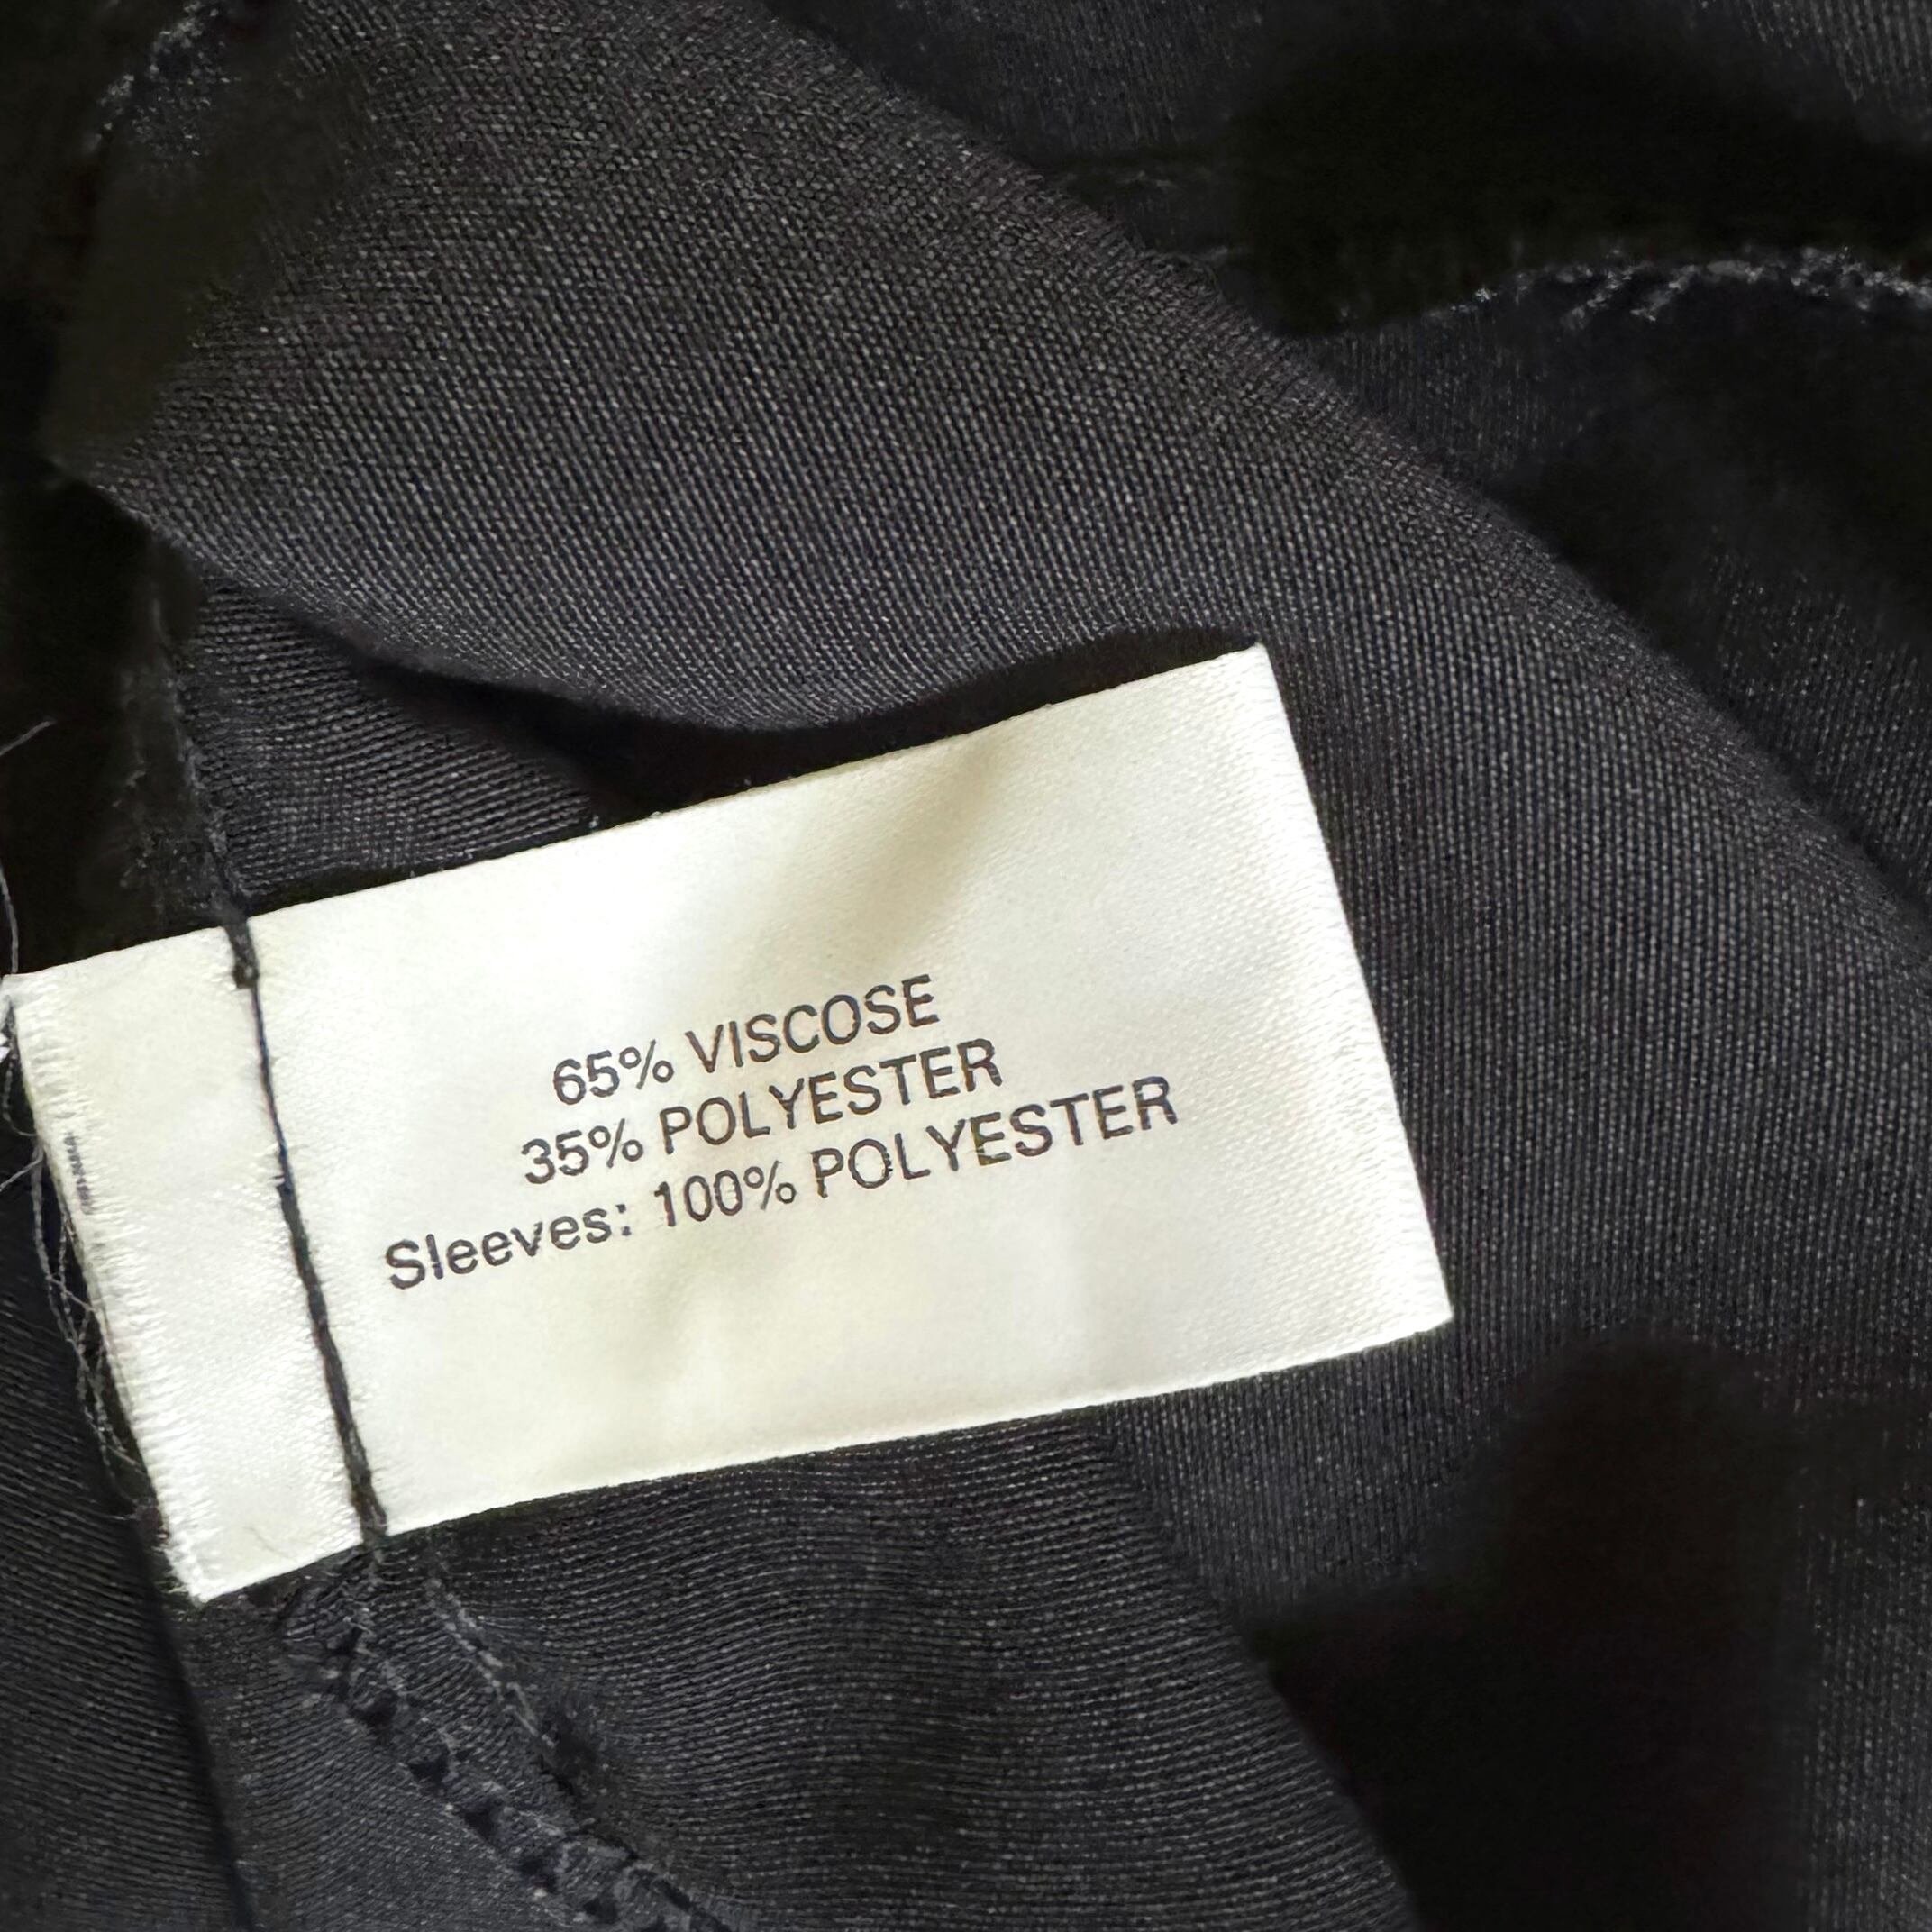 65% VISCOSE
35% POLYESTER
Sleeves: 100% POLYESTER